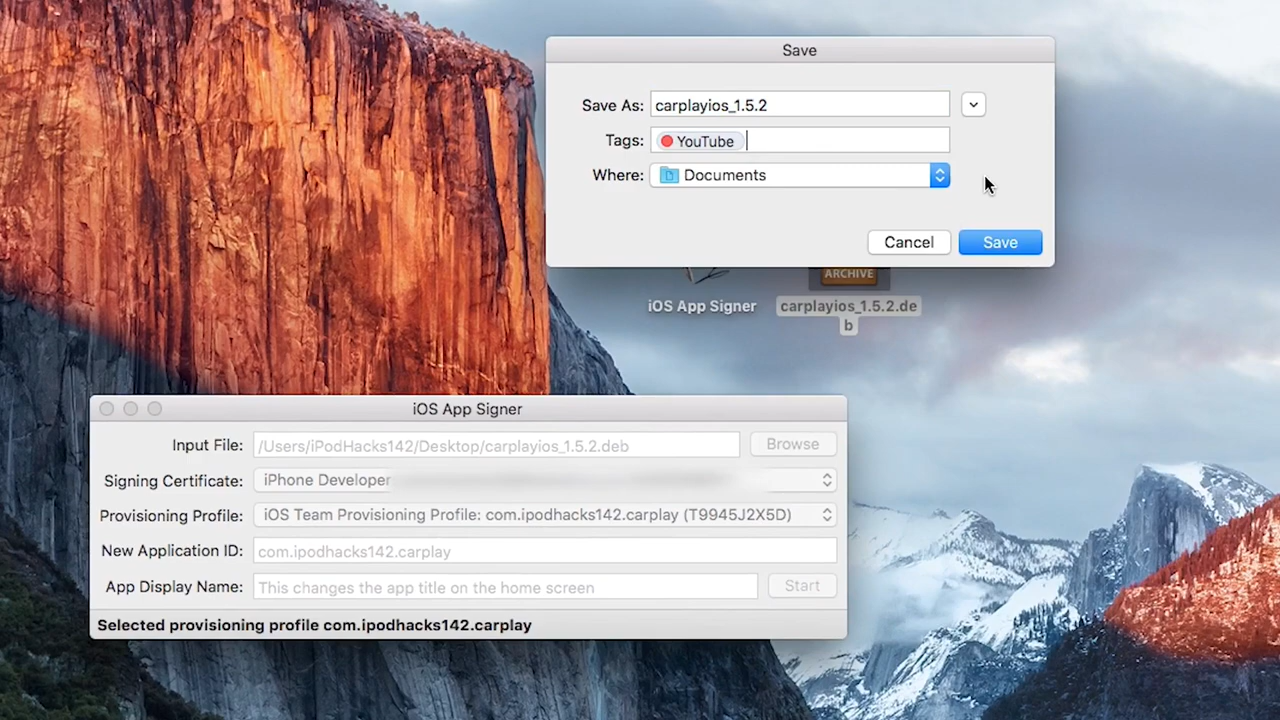 Save
Save As: carplayios_1.5.2
Tags: YouTube
Where: Documents
Cancel Save
ARCHIVE
iOS App Signer carplayios_1.5.2.de
b
iOS App Signer
Input File: /Users/iPodHacks142/Desktop/carplayios_1.5.2.deb Browse
Signing Certificate: iPhone Developer
Provisioning Profile: iOS Team Provisioning Profile: com.ipodhacks142.carplay (T9945J2X5D)
New Application ID: com.ipodhacks142.carplay
App Display Name: This changes the app title on the home screen Start
Selected provisioning profile com.ipodhacks142.carplay